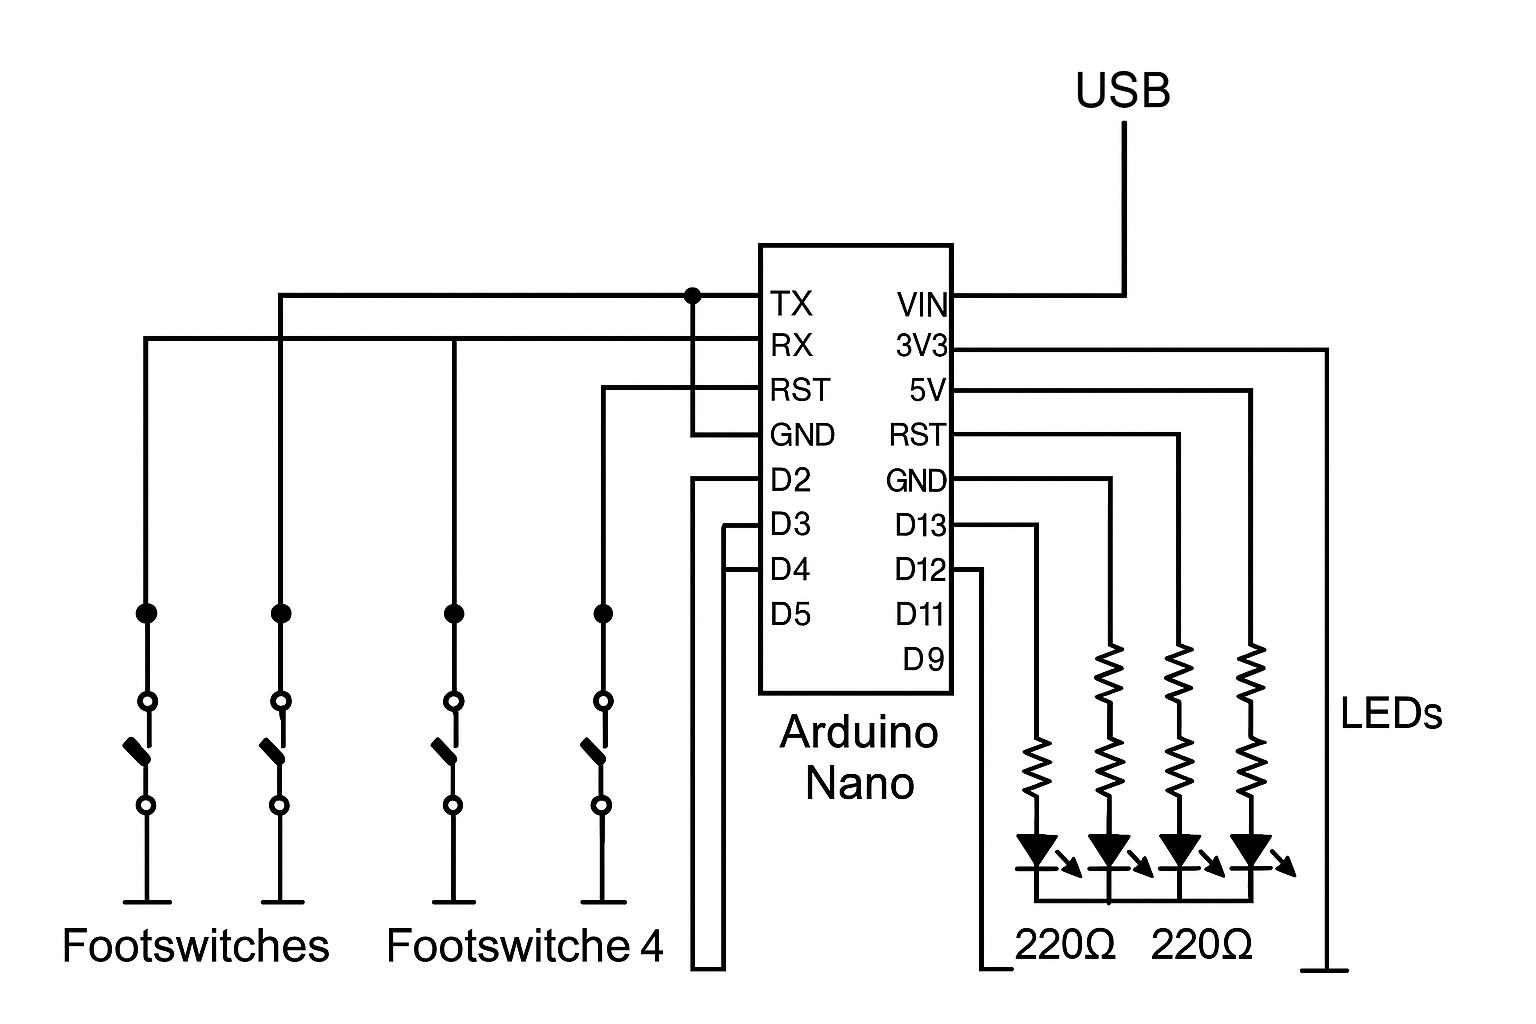 USB
TX
RX
RST
GND
D2
D3
D4
D5
VIN
3V3
5V
RST
GND
D13
D12
D11
D9
Arduino
Nano
LEDs
Footswitches
Footswitche 4
220Ω
220Ω